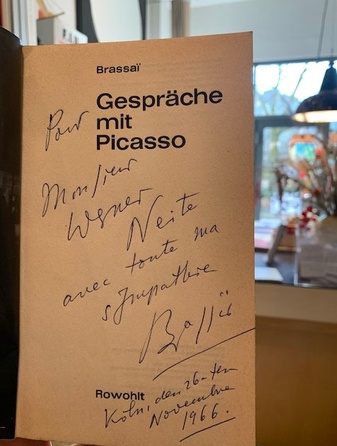 Brassaï
Gespräche
mit
Picasso
Pour
Monsieur
Werner
Neite
avec toute ma
sympathie
Brassaï
Rowohlt
Köln, den 26-ten
Novembre
1966.